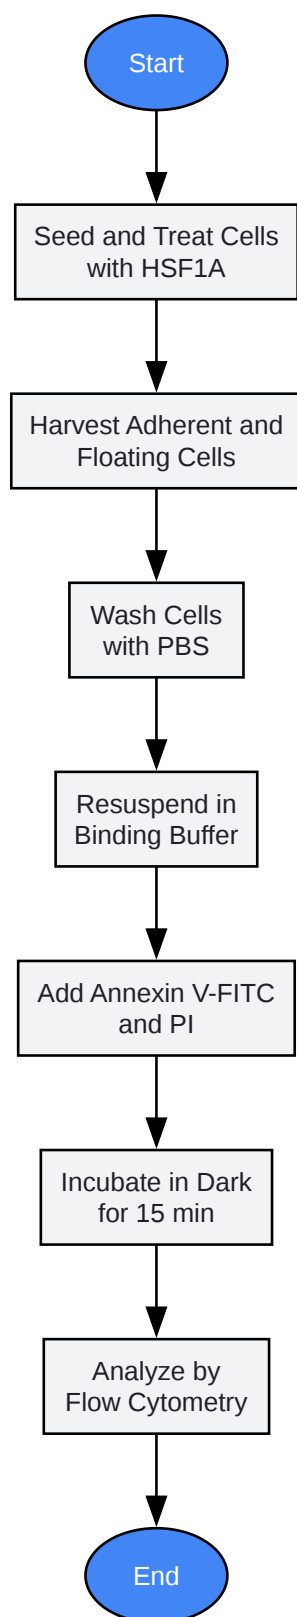 Start
Seed and Treat Cells
with HSF1A
Harvest Adherent and
Floating Cells
Wash Cells
with PBS
Resuspend in
Binding Buffer
Add Annexin V-FITC
and PI
Incubate in Dark
for 15 min
Analyze by
Flow Cytometry
End